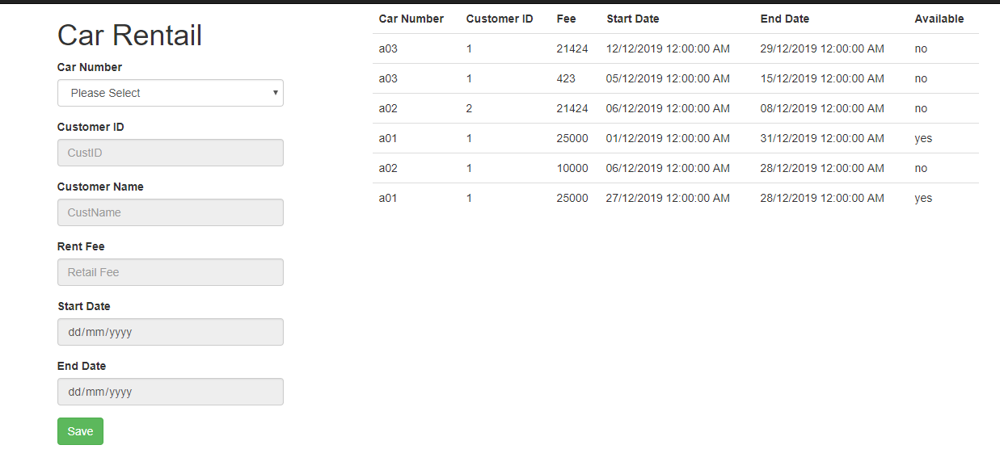 Car Rentail
Car Number
Please Select
Customer ID
CustID
Customer Name
CustName
Rent Fee
Retail Fee
Start Date
dd/mm/yyyy
End Date
dd/mm/yyyy
Save
Car Number Customer ID Fee Start Date End Date Available
a03 1 21424 12/12/2019 12:00:00 AM 29/12/2019 12:00:00 AM no
a03 1 423 05/12/2019 12:00:00 AM 15/12/2019 12:00:00 AM no
a02 2 21424 06/12/2019 12:00:00 AM 08/12/2019 12:00:00 AM no
a01 1 25000 01/12/2019 12:00:00 AM 31/12/2019 12:00:00 AM yes
a02 1 10000 06/12/2019 12:00:00 AM 28/12/2019 12:00:00 AM no
a01 1 25000 27/12/2019 12:00:00 AM 28/12/2019 12:00:00 AM yes